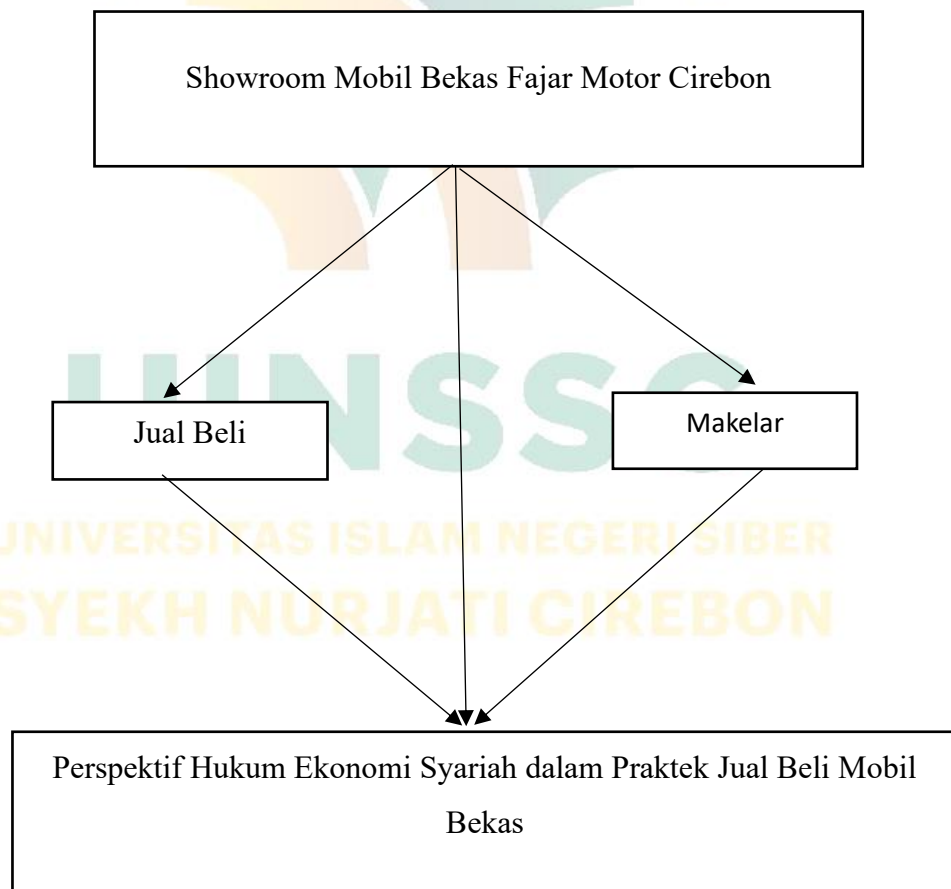 Showroom Mobil Bekas Fajar Motor Cirebon
UINSSC
Jual Beli
Makelar
UNIVERSITAS ISLAM NEGERI SIBER
SYEKH NURJATI CIREBON
Perspektif Hukum Ekonomi Syariah dalam Praktek Jual Beli Mobil
Bekas